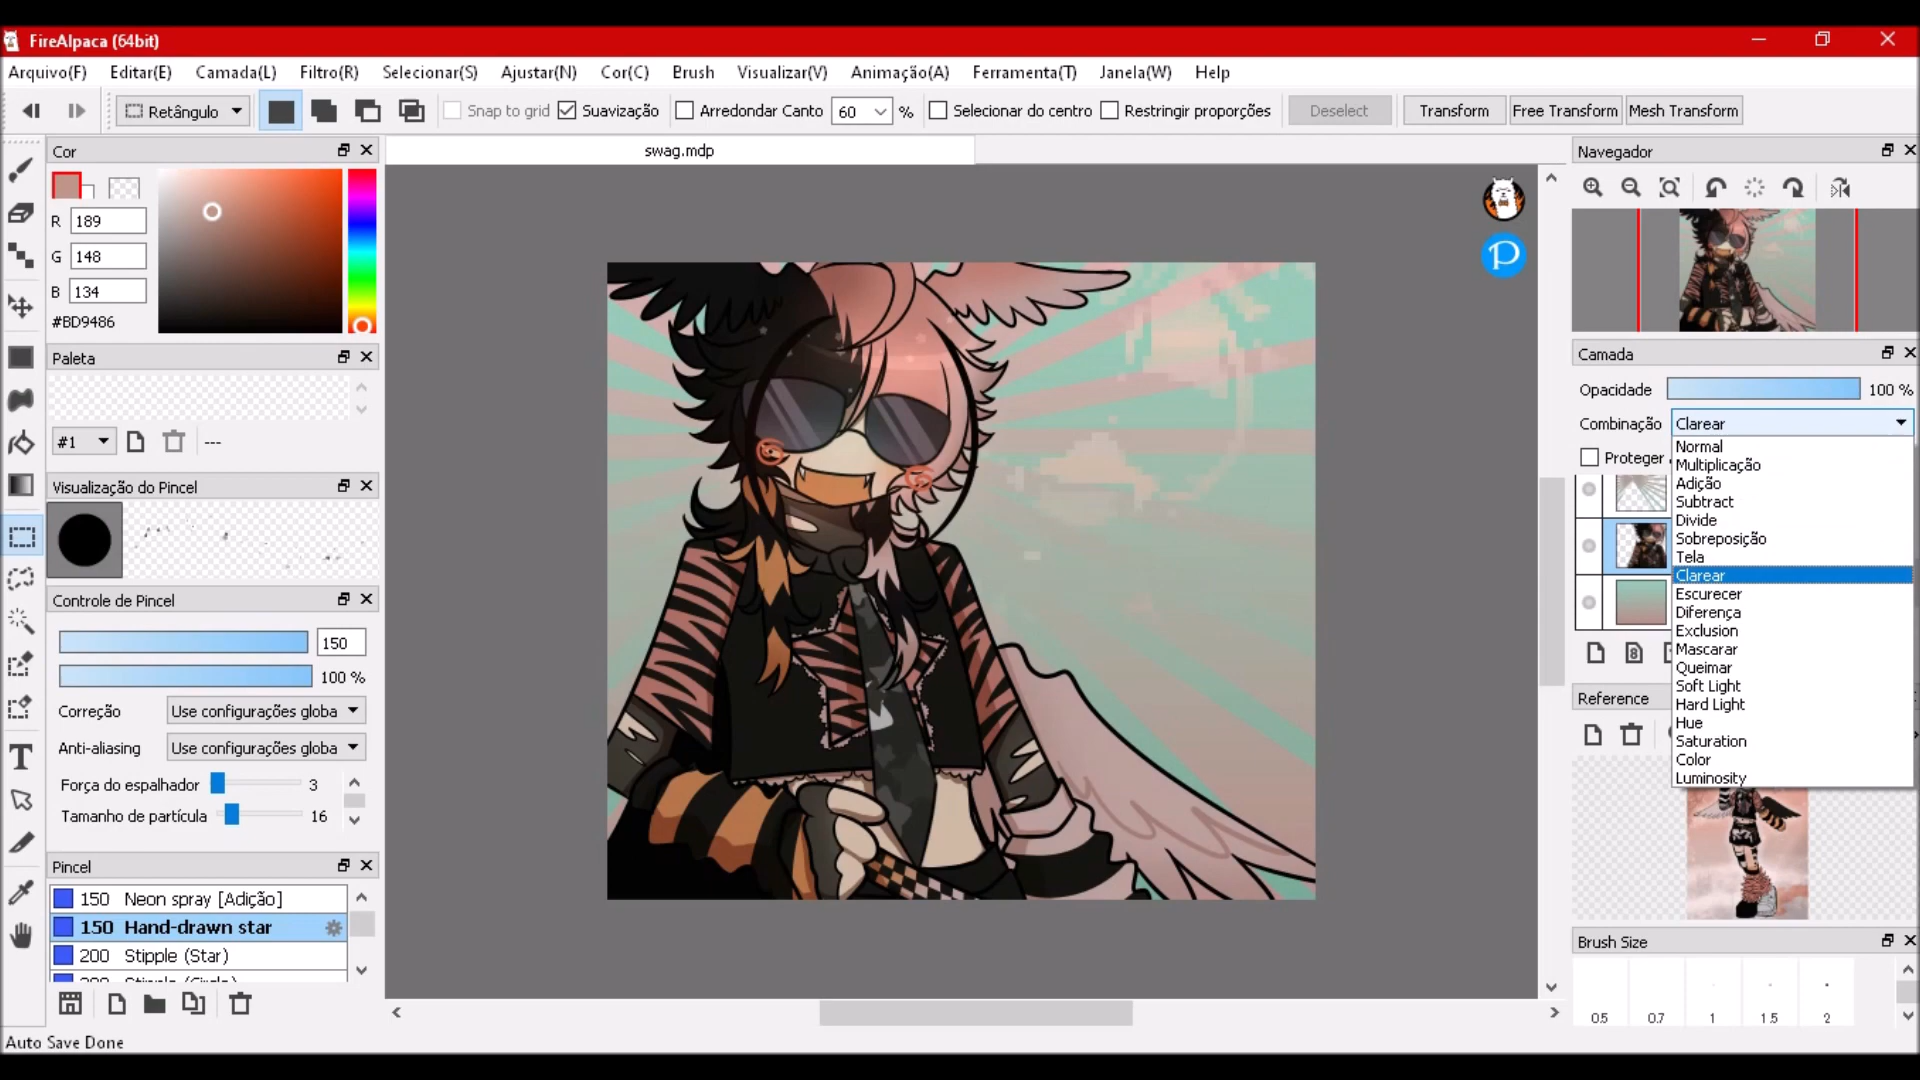 FireAlpaca (64bit)
Arquivo(F) Editar(E) Camada(L) Filtro(R) Selecionar(S) Ajustar(N) Cor(C) Brush Visualizar(V) Animação(A) Ferramenta(T) Janela(W) Help
Retângulo Snap to grid Suavização Arredondar Canto 60 % Selecionar do centro Restringir proporções Deselect Transform Free Transform Mesh Transform
Cor
swag.mdp
R 189
G 148
B 134
#BD9486
Paleta
#1 ---
Visualização do Pincel
Controle de Pincel
150
100 %
Correção Use configurações globa
Anti-aliasing Use configurações globa
Força do espalhador 3
Tamanho de partícula 16
Pincel
150 Neon spray [Adição]
150 Hand-drawn star
200 Stipple (Star)
Auto Save Done
P
Navegador
Camada
Opacidade 100 %
Combinação Clarear
Proteger
Normal
Multiplicação
Adição
Subtract
Divide
Sobreposição
Tela
Clarear
Escurecer
Diferença
Exclusion
Mascarar
Queimar
Soft Light
Hard Light
Hue
Saturation
Color
Luminosity
8
Reference
Brush Size
0.5 0.7 1 1.5 2